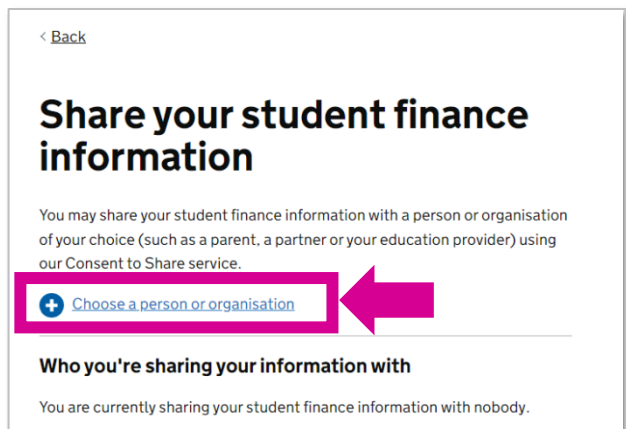 < Back
Share your student finance
information
You may share your student finance information with a person or organisation
of your choice (such as a parent, a partner or your education provider) using
our Consent to Share service.
Choose a person or organisation
Who you're sharing your information with
You are currently sharing your student finance information with nobody.